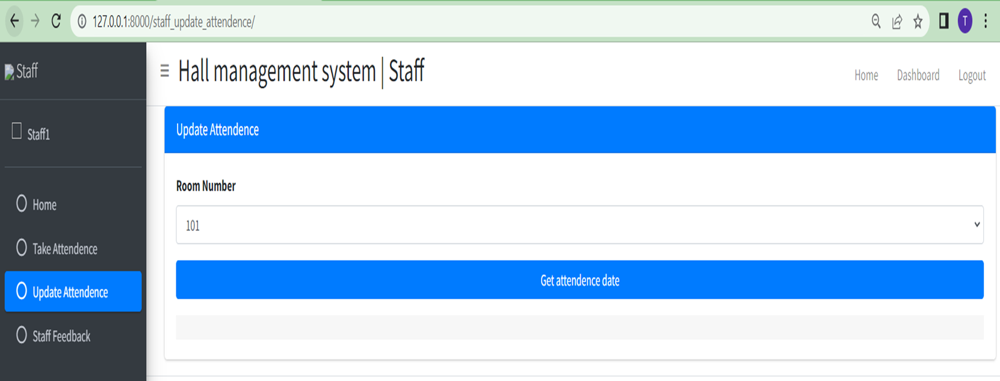 127.0.0.1:8000/staff_update_attendence/
T
Staff
Hall management system | Staff
Home
Dashboard
Logout
Staff1
Home
Take Attendence
Update Attendence
Staff Feedback
Update Attendence
Room Number
101
Get attendence date